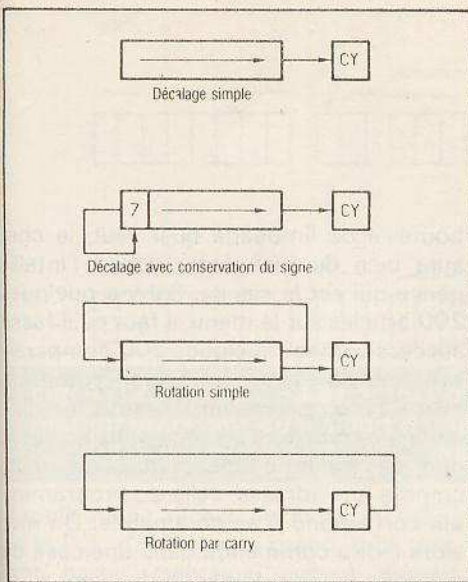 CY
Décalage simple
7
CY
Décalage avec conservation du signe
CY
Rotation simple
CY
Rotation par carry